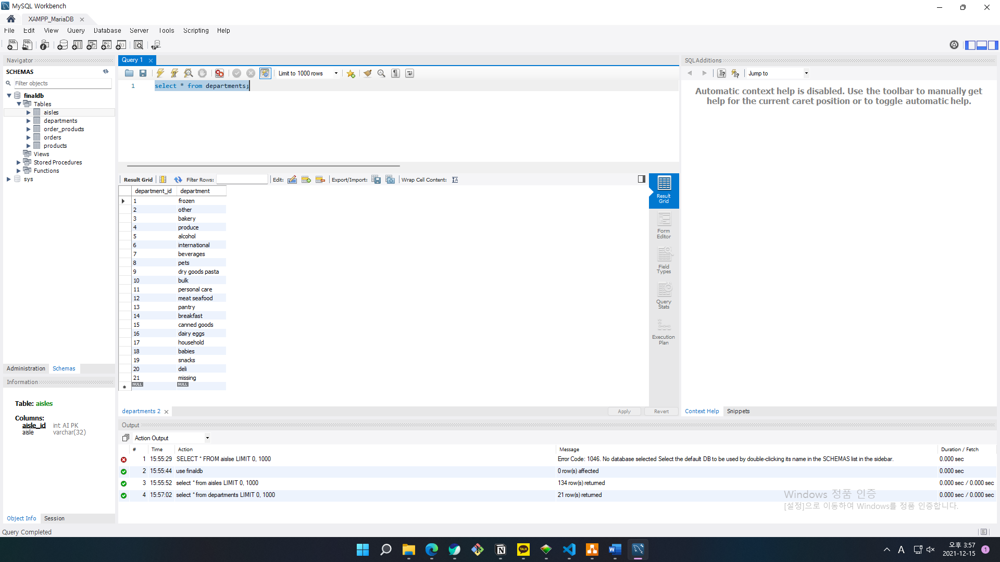 MySQL Workbench
XAMPP_MariaDB
File Edit View Query Database Server Tools Scripting Help
Navigator
SCHEMAS
Filter objects
finaldb
Tables
aisles
departments
order_products
orders
products
Views
Stored Procedures
Functions
sys
Administration Schemas
Information
Table: aisles
Columns:
aisle_id int AI PK
aisle varchar(32)
Object Info Session
Query 1
Limit to 1000 rows
1 select * from departments;
Result Grid Filter Rows: Edit: Export/Import: Wrap Cell Content:
department_id department
1 frozen
2 other
3 bakery
4 produce
5 alcohol
6 international
7 beverages
8 pets
9 dry goods pasta
10 bulk
11 personal care
12 meat seafood
13 pantry
14 breakfast
15 canned goods
16 dairy eggs
17 household
18 babies
19 snacks
20 deli
21 missing
NULL NULL
Result
Grid
Form
Editor
Field
Types
Query
Stats
Execution
Plan
departments 2
Apply Revert
SQLAdditions
Jump to
Automatic context help is disabled. Use the toolbar to manually get
help for the current caret position or to toggle automatic help.
Context Help Snippets
Output
Action Output
# Time Action Message Duration / Fetch
1 15:55:29 SELECT * FROM aislse LIMIT 0, 1000 Error Code: 1046. No database selected Select the default DB to be used by double-clicking its name in the SCHEMAS list in the sidebar. 0.000 sec
2 15:55:44 use finaldb 0 row(s) affected 0.000 sec
3 15:55:52 select * from aisles LIMIT 0, 1000 134 row(s) returned 0.000 sec / 0.000 sec
4 15:57:02 select * from departments LIMIT 0, 1000 21 row(s) returned 0.000 sec / 0.000 sec
Windows 정품 인증
[설정]으로 이동하여 Windows를 정품 인증합니다.
Query Completed
N
TALK
W
A
오후 3:57
2021-12-15
1